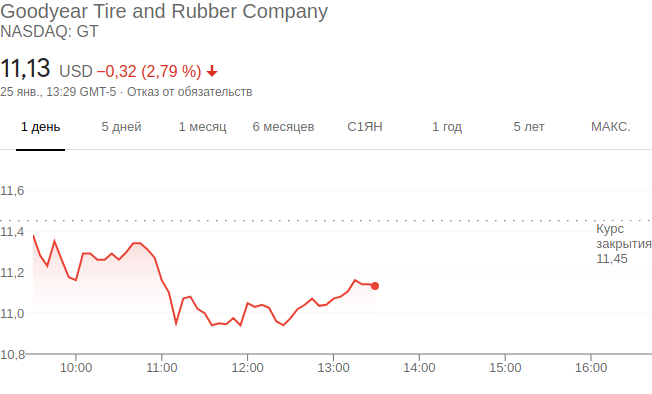 Goodyear Tire and Rubber Company
NASDAQ: GT
11,13 USD −0,32 (2,79 %)
25 янв., 13:29 GMT-5 · Отказ от обязательств
1 день 5 дней 1 месяц 6 месяцев С1ЯН 1 год 5 лет МАКС.
11,6
11,4
Курс
закрытия
11,45
11,2
11,0
10,8
10:00 11:00 12:00 13:00 14:00 15:00 16:00